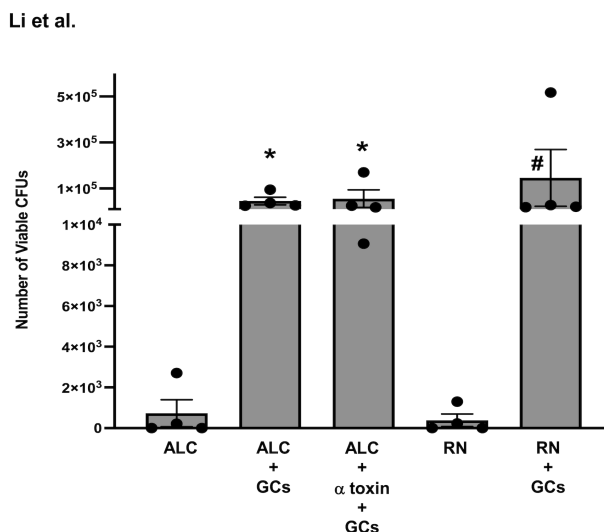 Li et al.
Number of Viable CFUs
5×10⁵
3×10⁵
1×10⁵
1×10⁴
8×10³
6×10³
4×10³
2×10³
0
*
*
#
ALC
ALC
+
GCs
ALC
+
α toxin
+
GCs
RN
RN
+
GCs